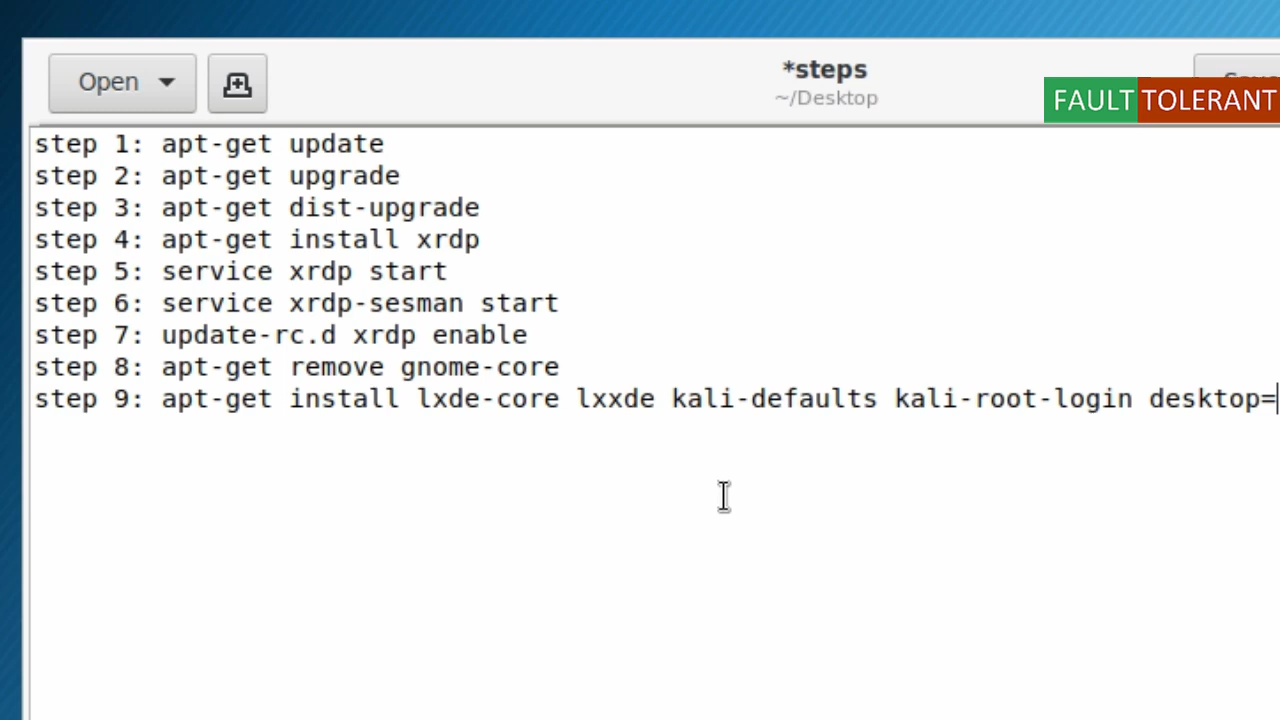 Open
*steps
~/Desktop
FAULT TOLERANT
step 1: apt-get update
step 2: apt-get upgrade
step 3: apt-get dist-upgrade
step 4: apt-get install xrdp
step 5: service xrdp start
step 6: service xrdp-sesman start
step 7: update-rc.d xrdp enable
step 8: apt-get remove gnome-core
step 9: apt-get install lxde-core lxxde kali-defaults kali-root-login desktop=